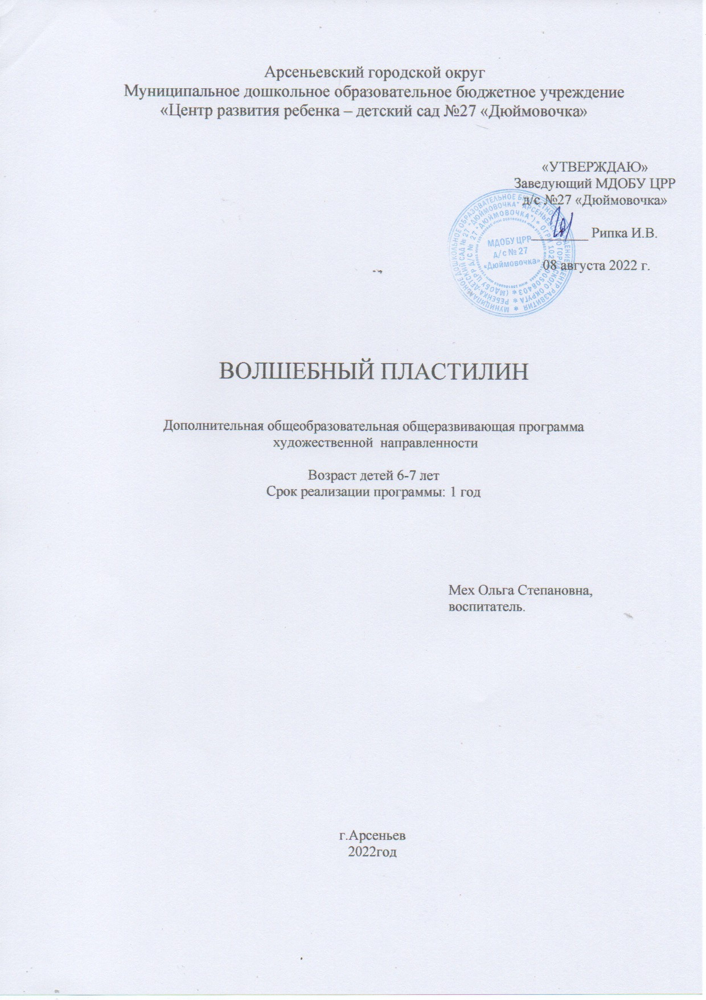 Арсеньевский городской округ
Муниципальное дошкольное образовательное бюджетное учреждение
«Центр развития ребенка – детский сад №27 «Дюймовочка»
«УТВЕРЖДАЮ»
Заведующий МДОБУ ЦРР
д/с №27 «Дюймовочка»
__________ Рипка И.В.
08 августа 2022 г.
МДОБУ ЦРР
д/с № 27
«Дюймовочка»
ВОЛШЕБНЫЙ ПЛАСТИЛИН
Дополнительная общеобразовательная общеразвивающая программа
художественной направленности
Возраст детей 6-7 лет
Срок реализации программы: 1 год
Мех Ольга Степановна,
воспитатель.
г.Арсеньев
2022год